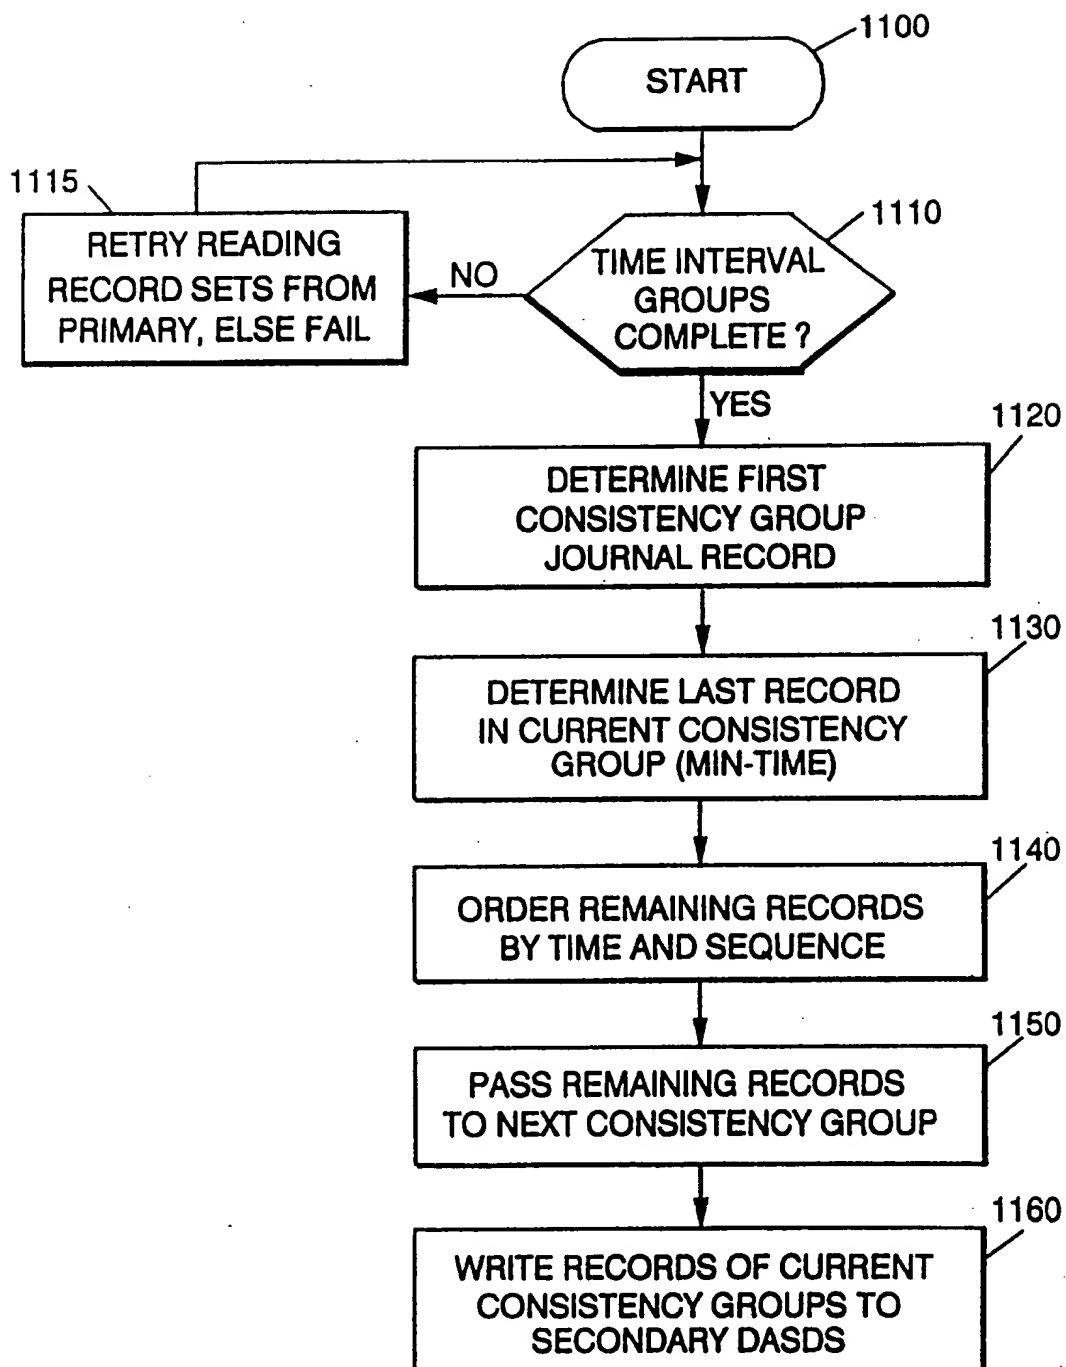 1100
START
1115
RETRY READING
RECORD SETS FROM
PRIMARY, ELSE FAIL
NO
1110
TIME INTERVAL
GROUPS
COMPLETE ?
YES
1120
DETERMINE FIRST
CONSISTENCY GROUP
JOURNAL RECORD
1130
DETERMINE LAST RECORD
IN CURRENT CONSISTENCY
GROUP (MIN-TIME)
1140
ORDER REMAINING RECORDS
BY TIME AND SEQUENCE
1150
PASS REMAINING RECORDS
TO NEXT CONSISTENCY GROUP
1160
WRITE RECORDS OF CURRENT
CONSISTENCY GROUPS TO
SECONDARY DASDS